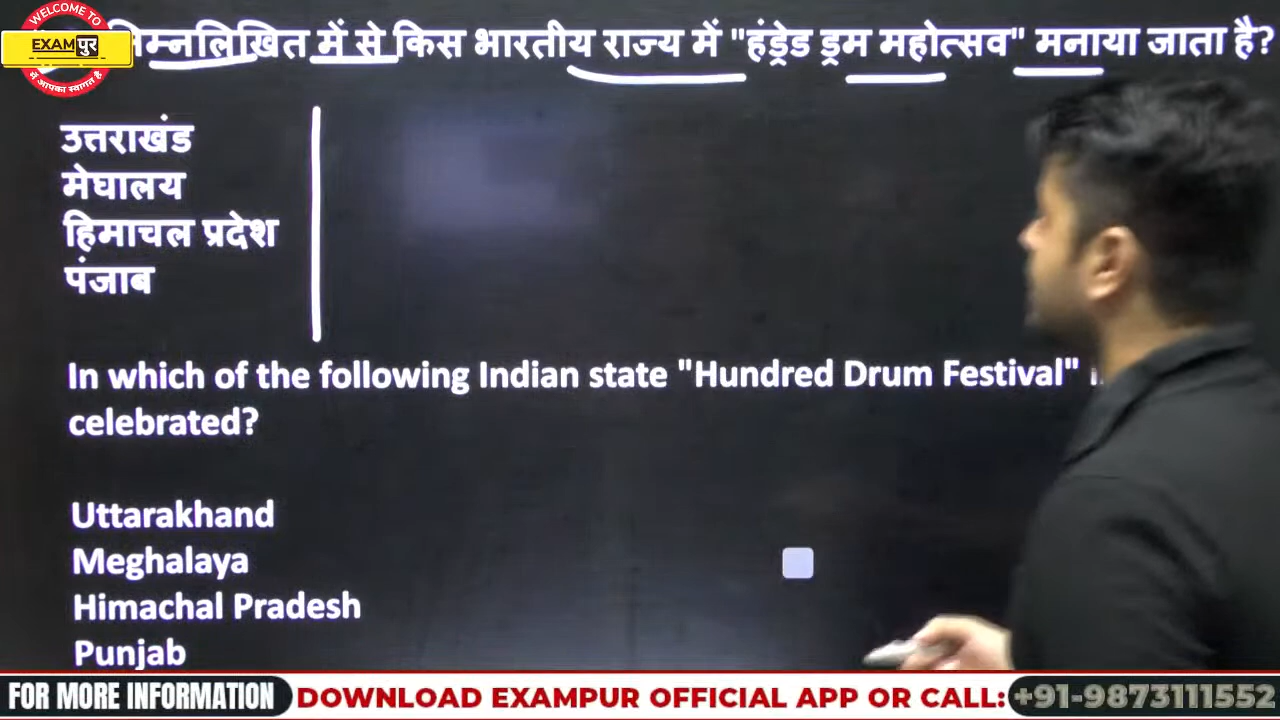 WELCOME TO
EXAMपुर
में आपका स्वागत है
निम्नलिखित में से किस भारतीय राज्य में "हंड्रेड ड्रम महोत्सव" मनाया जाता है?
उत्तराखंड
मेघालय
हिमाचल प्रदेश
पंजाब
In which of the following Indian state "Hundred Drum Festival"
celebrated?
Uttarakhand
Meghalaya
Himachal Pradesh
Punjab
FOR MORE INFORMATION DOWNLOAD EXAMPUR OFFICIAL APP OR CALL: +91-9873111552